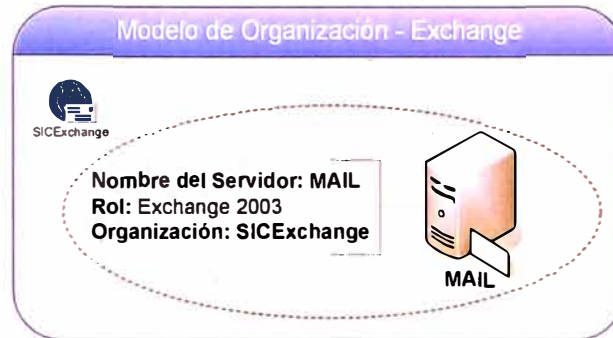 Modelo de Organización - Exchange
SICExchange
Nombre del Servidor: MAIL
Rol: Exchange 2003
Organización: SICExchange
MAIL